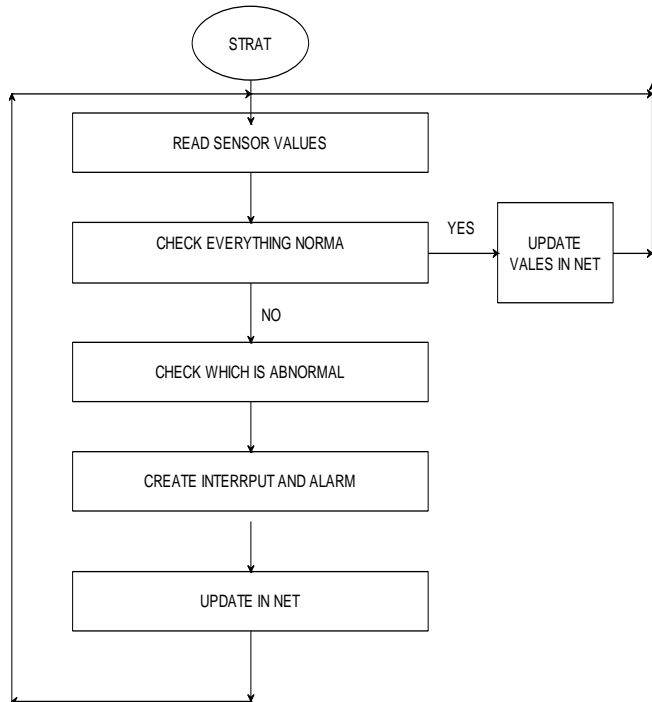 STRAT
READ SENSOR VALUES
CHECK EVERYTHING NORMA
YES
UPDATE
VALES IN NET
NO
CHECK WHICH IS ABNORMAL
CREATE INTERRPUT AND ALARM
UPDATE IN NET